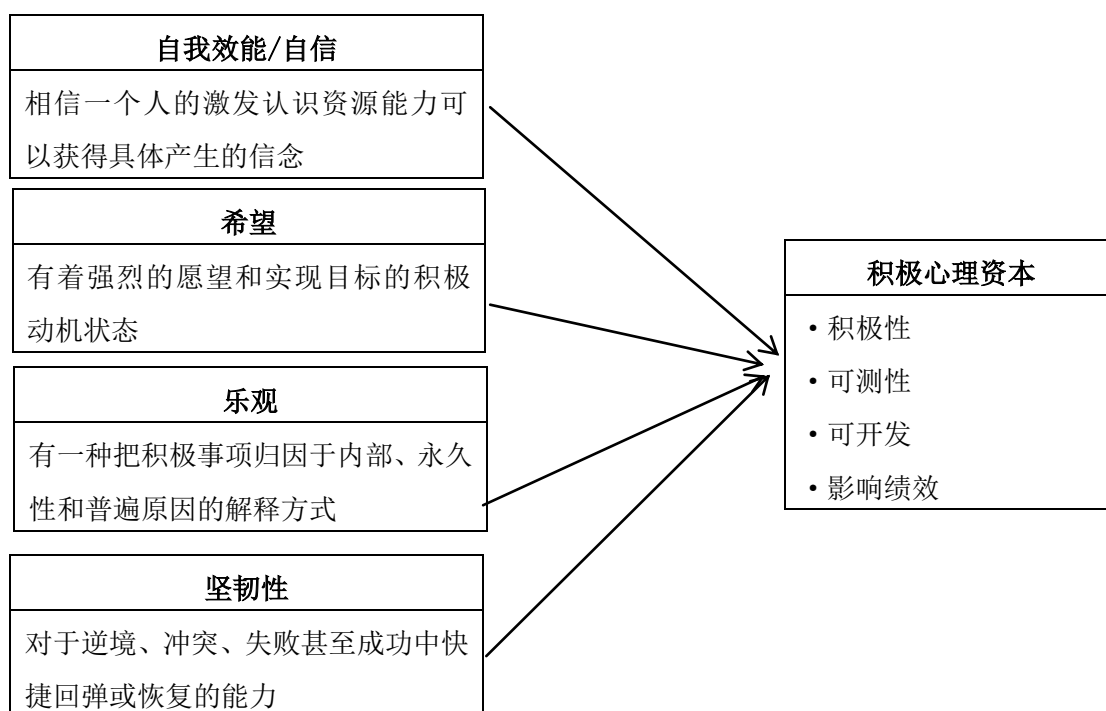 自我效能/自信
相信一个人的激发认识资源能力可
以获得具体产生的信念
希望
有着强烈的愿望和实现目标的积极
动机状态
乐观
有一种把积极事项归因于内部、永久
性和普遍原因的解释方式
坚韧性
对于逆境、冲突、失败甚至成功中快
捷回弹或恢复的能力
积极心理资本
·积极性
·可测性
·可开发
·影响绩效